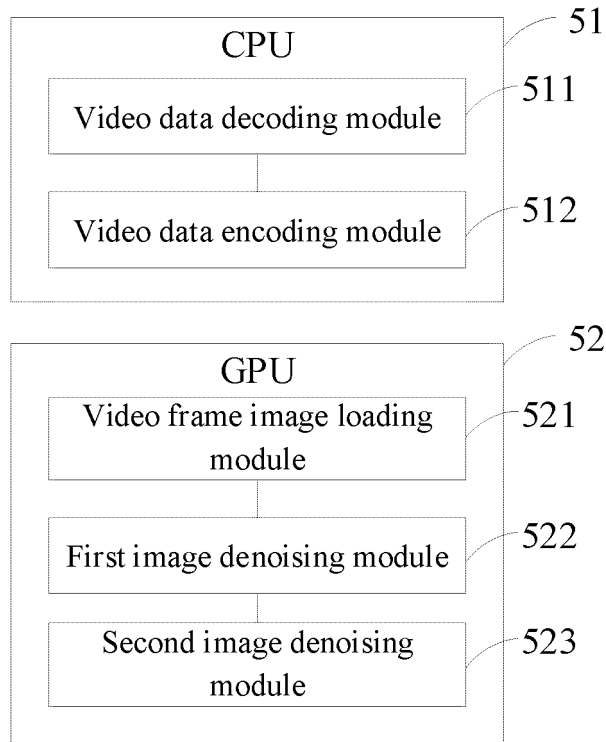 CPU
51
Video data decoding module
511
Video data encoding module
512
GPU
52
Video frame image loading
module
521
First image denoising module
522
Second image denoising
module
523